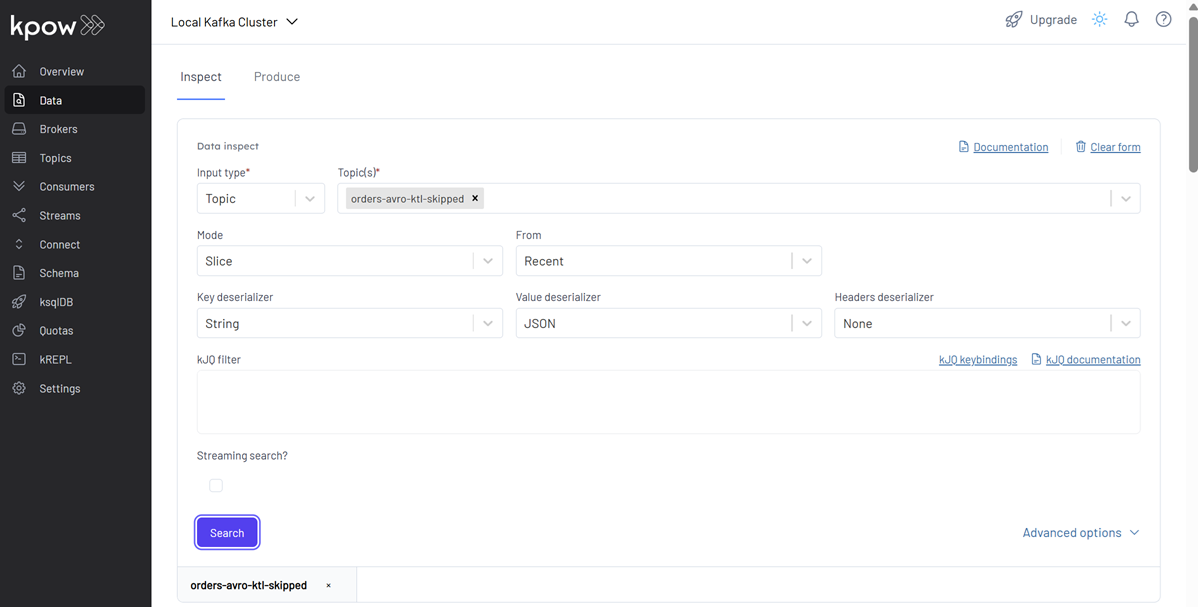 kpow
Local Kafka Cluster
Upgrade
Overview
Data
Brokers
Topics
Consumers
Streams
Connect
Schema
ksqlDB
Quotas
kREPL
Settings
Inspect Produce
Data inspect
Documentation Clear form
Input type* Topic(s)*
Topic orders-avro-ktl-skipped ×
Mode From
Slice Recent
Key deserializer Value deserializer Headers deserializer
String JSON None
kJQ filter kJQ keybindings kJQ documentation
Streaming search?
Search Advanced options
orders-avro-ktl-skipped ×